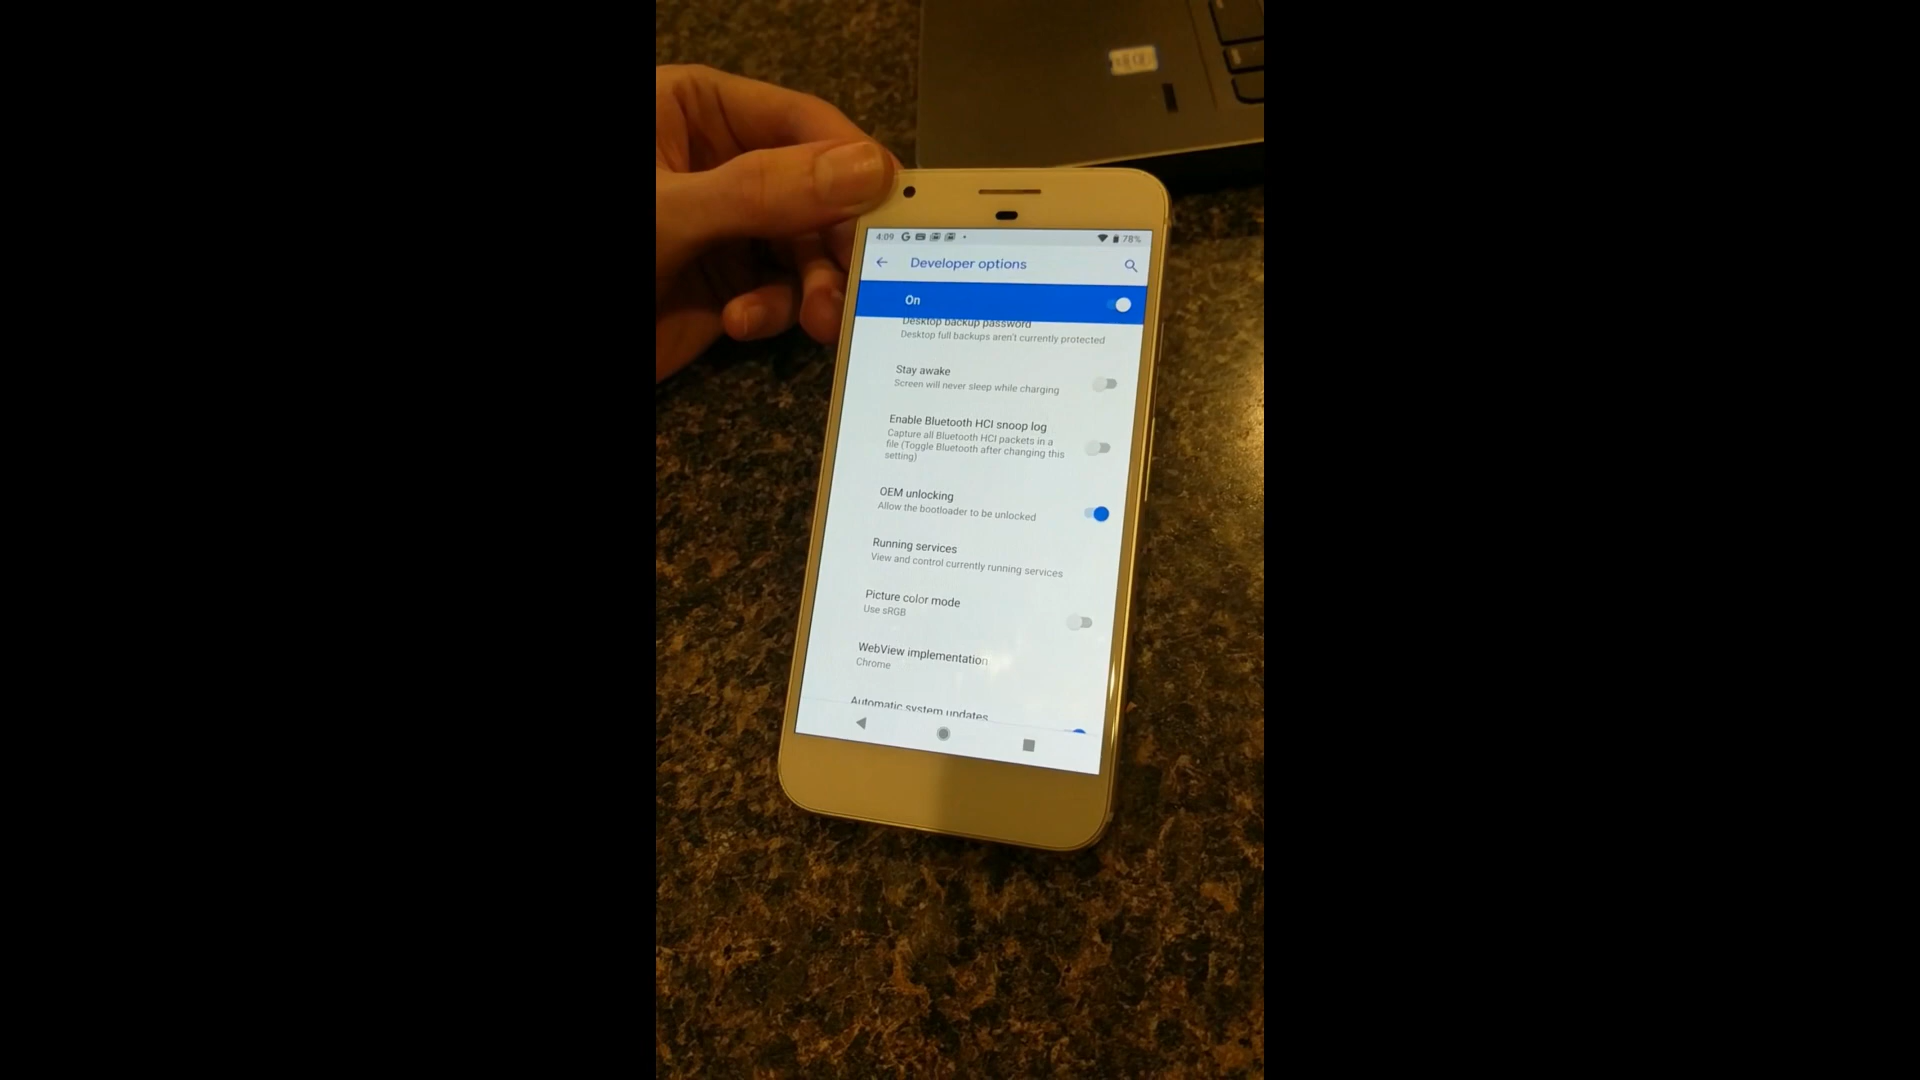 4:09
78%
Developer options
On
Desktop backup password
Desktop full backups aren't currently protected
Stay awake
Screen will never sleep while charging
Enable Bluetooth HCI snoop log
Capture all Bluetooth HCI packets in a
file (Toggle Bluetooth after changing this
setting)
OEM unlocking
Allow the bootloader to be unlocked
Running services
View and control currently running services
Picture color mode
Use sRGB
WebView implementation
Chrome
Automatic system updates